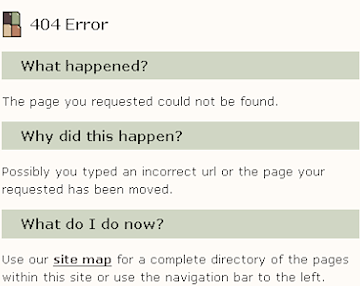 404 Error
What happened?
The page you requested could not be found.
Why did this happen?
Possibly you typed an incorrect url or the page your
requested has been moved.
What do I do now?
Use our site map for a complete directory of the pages
within this site or use the navigation bar to the left.